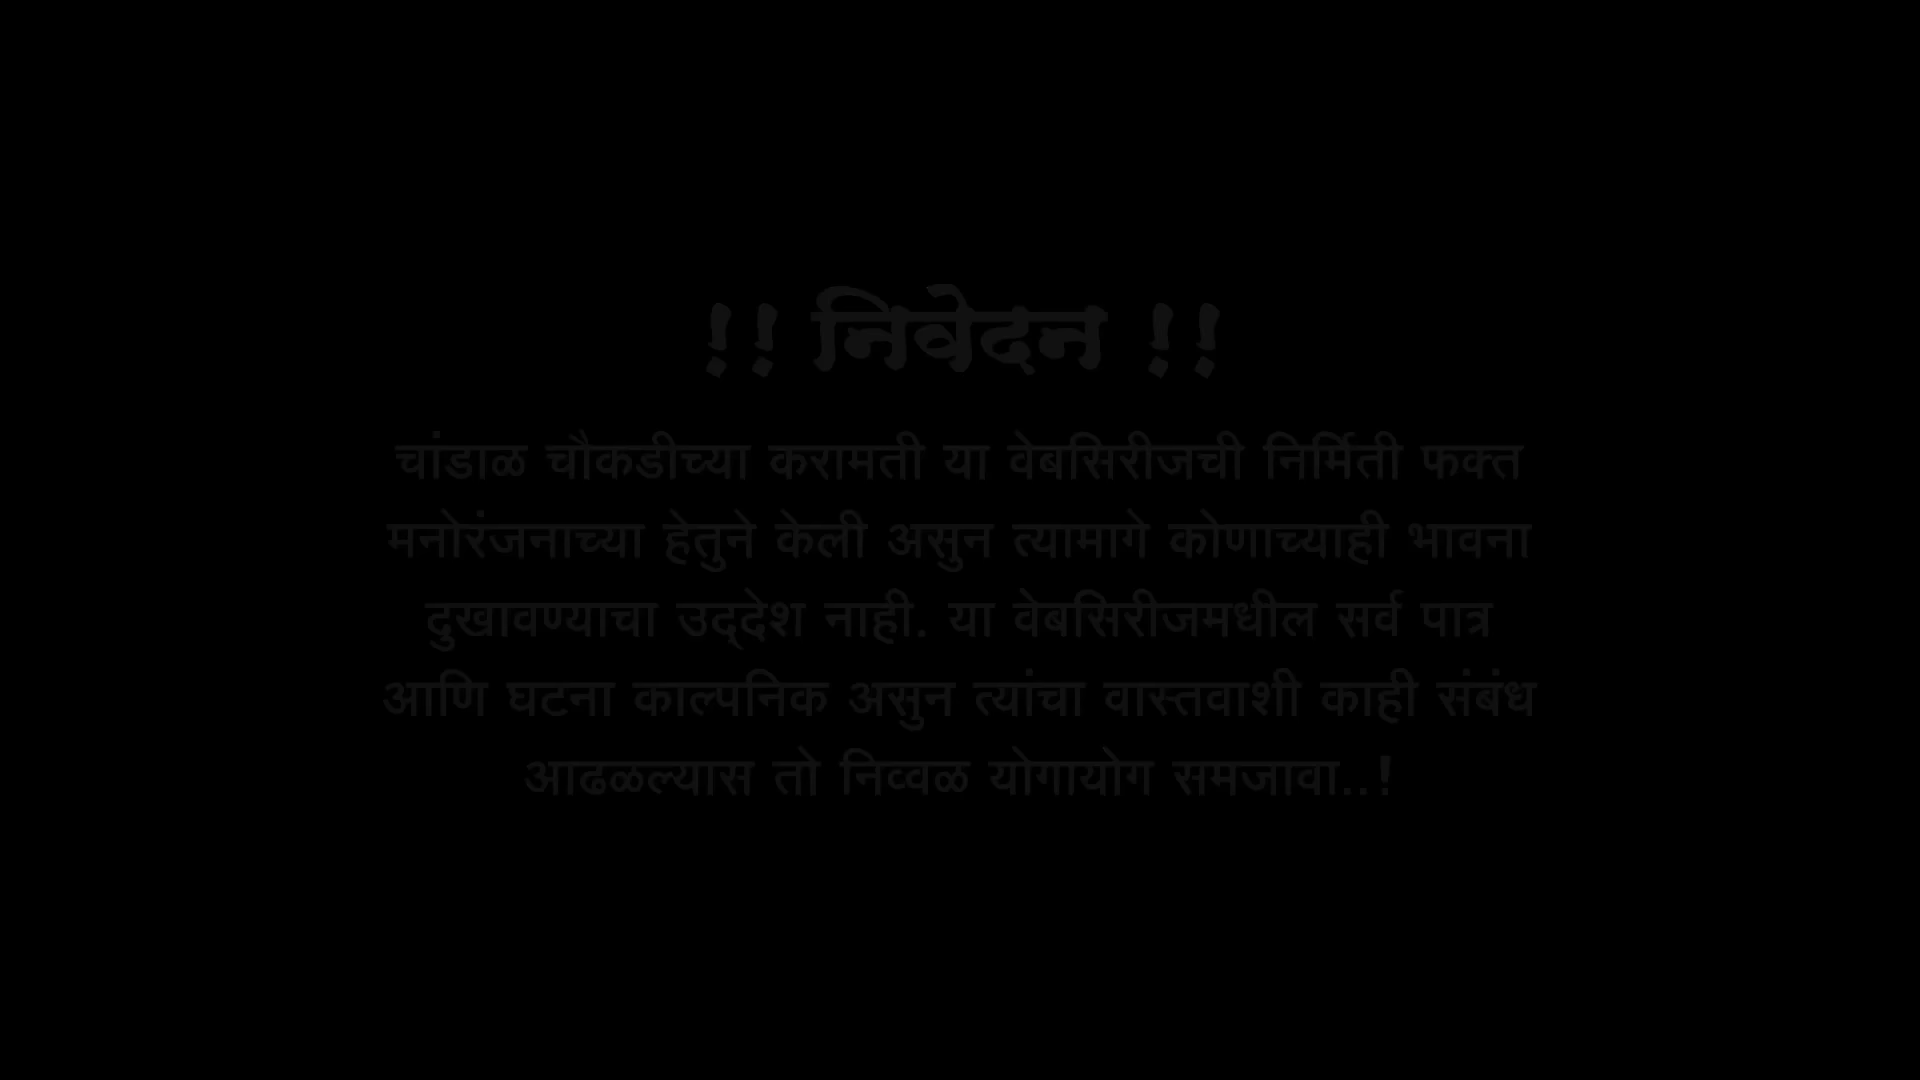 !! निवेदन !!
चांडाळ चौकडीच्या करामती या वेबसिरीजची निर्मिती फक्त
मनोरंजनाच्या हेतुने केली असुन त्यामागे कोणाच्याही भावना
दुखावण्याचा उद्‌देश नाही. या वेबसिरीजमधील सर्व पात्र
आणि घटना काल्पनिक असुन त्यांचा वास्तवाशी काही संबंध
आढळल्यास तो निव्वळ योगायोग समजावा..!